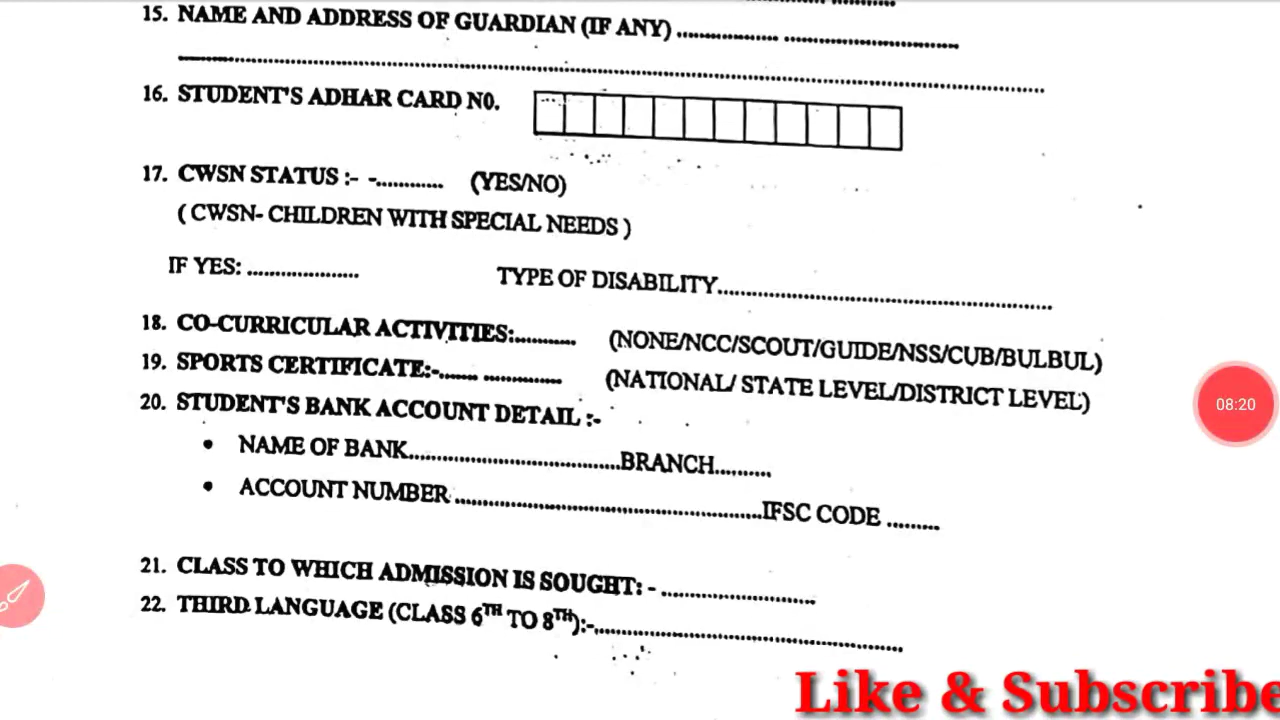 15. NAME AND ADDRESS OF GUARDIAN (IF ANY) .................. ...............................
................................................................................
16. STUDENT'S ADHAR CARD N0.
17. CWSN STATUS :- -............ (YES/NO)
( CWSN- CHILDREN WITH SPECIAL NEEDS )
IF YES: .................... TYPE OF DISABILITY............................................................
18. CO-CURRICULAR ACTIVITIES:........... (NONE/NCC/SCOUT/GUIDE/NSS/CUB/BULBUL)
19. SPORTS CERTIFICATE:-....... .............. (NATIONAL/ STATE LEVEL/DISTRICT LEVEL)
20. STUDENT'S BANK ACCOUNT DETAIL :-
• NAME OF BANK......................................BRANCH..........
• ACCOUNT NUMBER .......................................................IFSC CODE .........
21. CLASS TO WHICH ADMISSION IS SOUGHT: - ...........................
22. THIRD LANGUAGE (CLASS 6TH TO 8TH):-.......................................................
08:20
Like & Subscribe